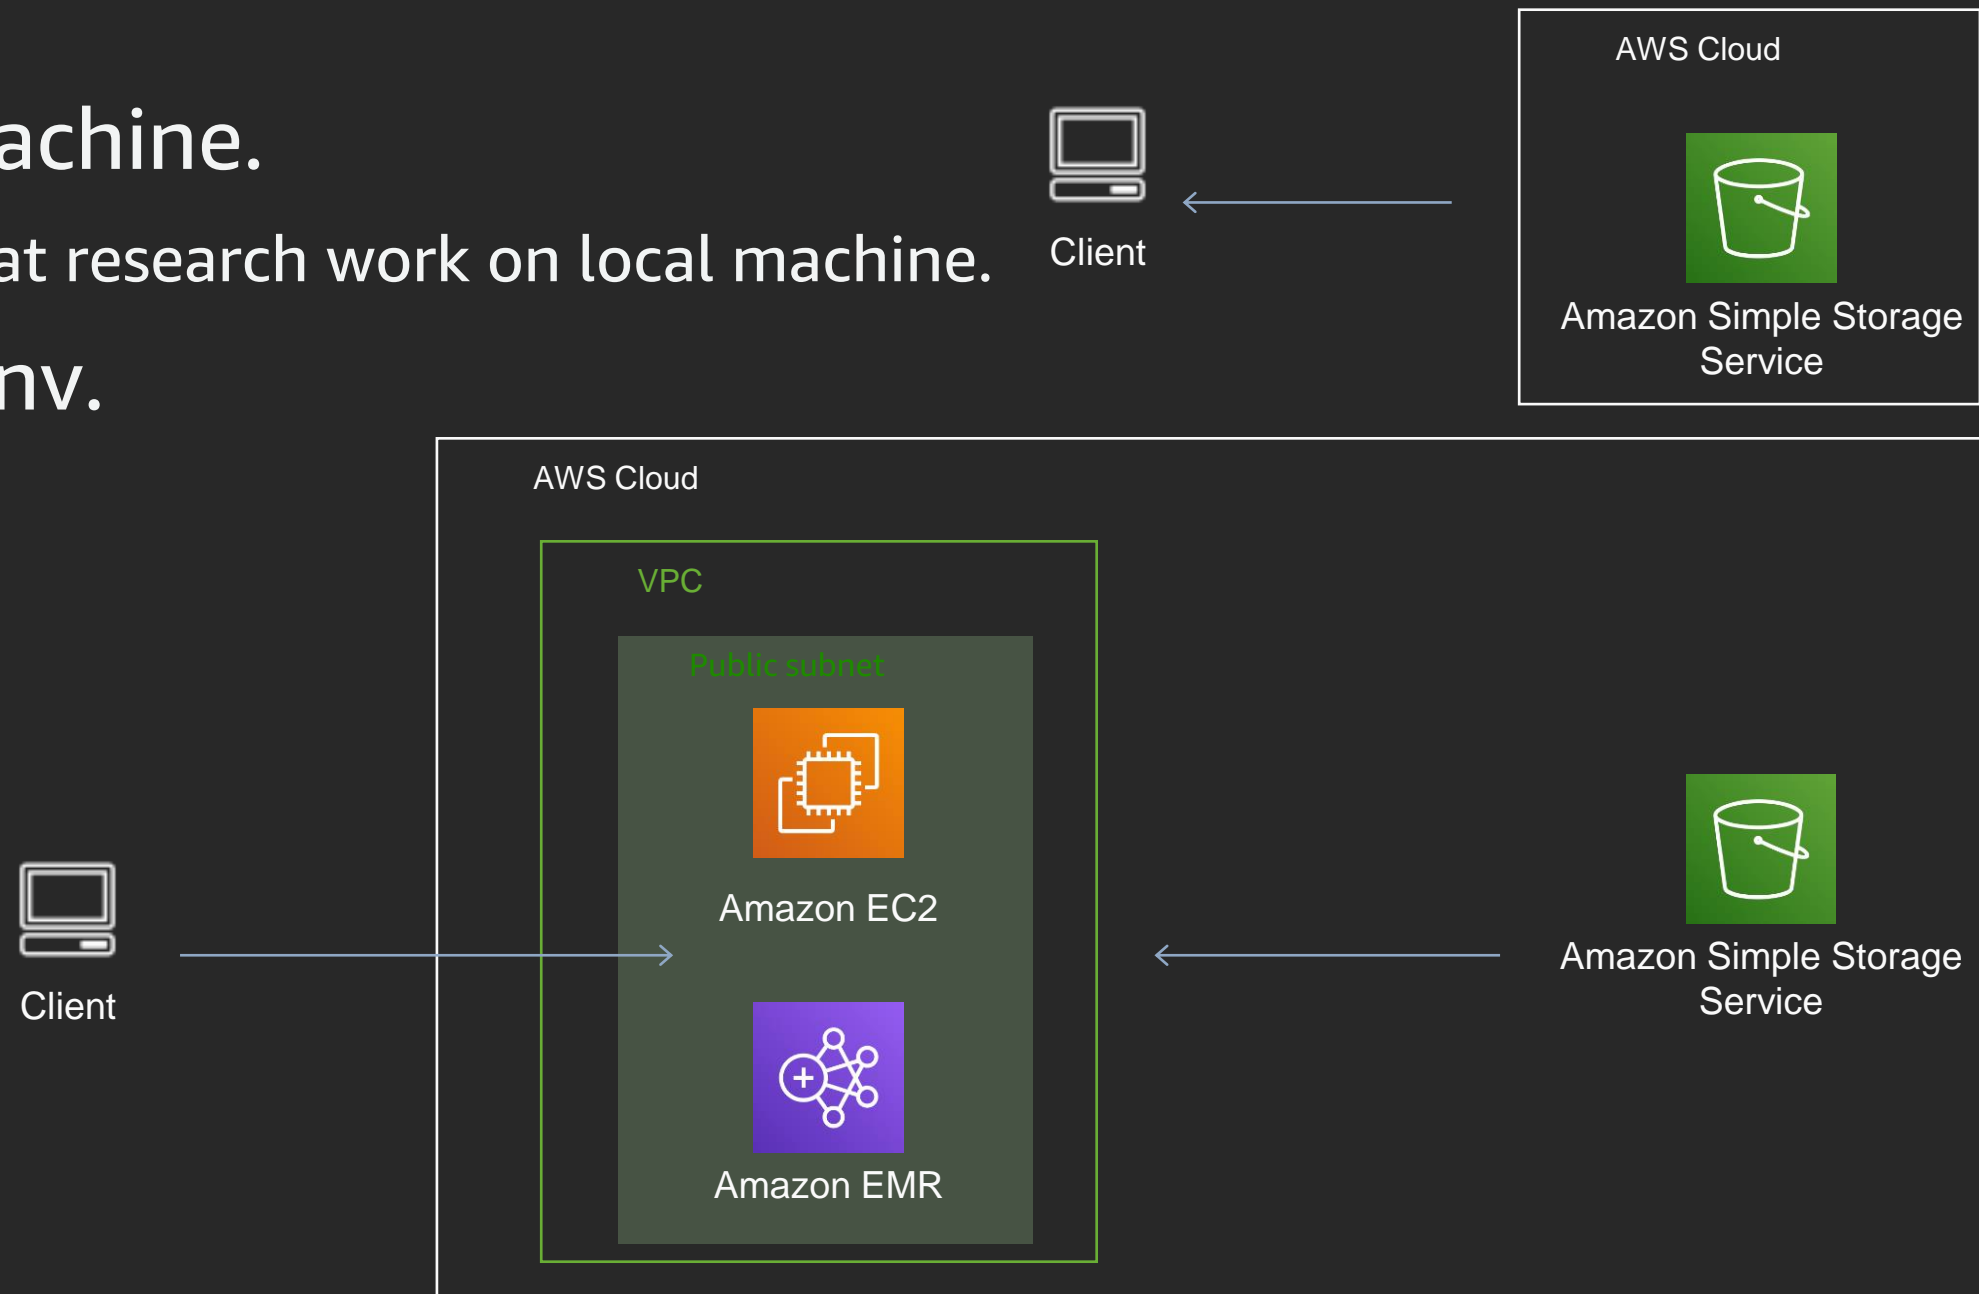 AWS Cloud
achine.
at research work on local machine.
Client
Amazon Simple Storage
Service
nv.
AWS Cloud
VPC
Public subnet
Amazon EC2
Client
Amazon Simple Storage
Service
Amazon EMR